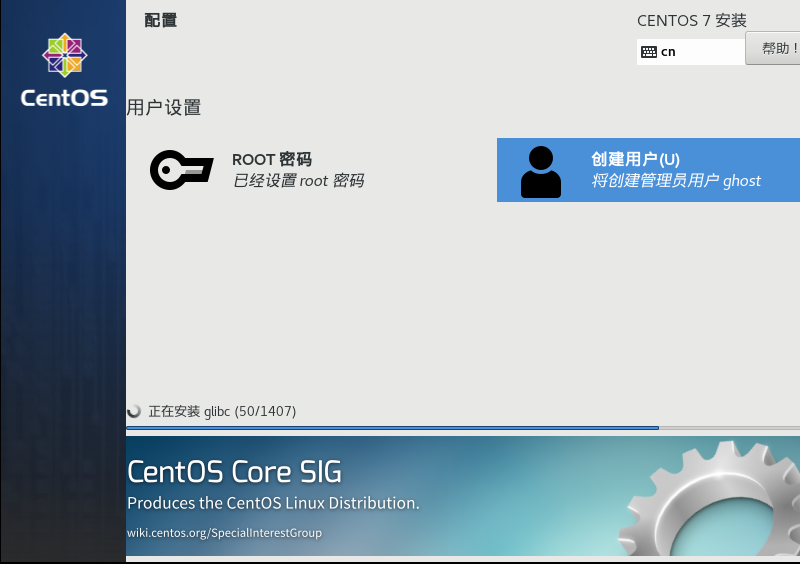 CentOS
配置
CENTOS 7 安装
cn
帮助！
用户设置
ROOT 密码
已经设置 root 密码
创建用户(U)
将创建管理员用户 ghost
正在安装 glibc (50/1407)
CentOS Core SIG
Produces the CentOS Linux Distribution.
wiki.centos.org/SpecialInterestGroup